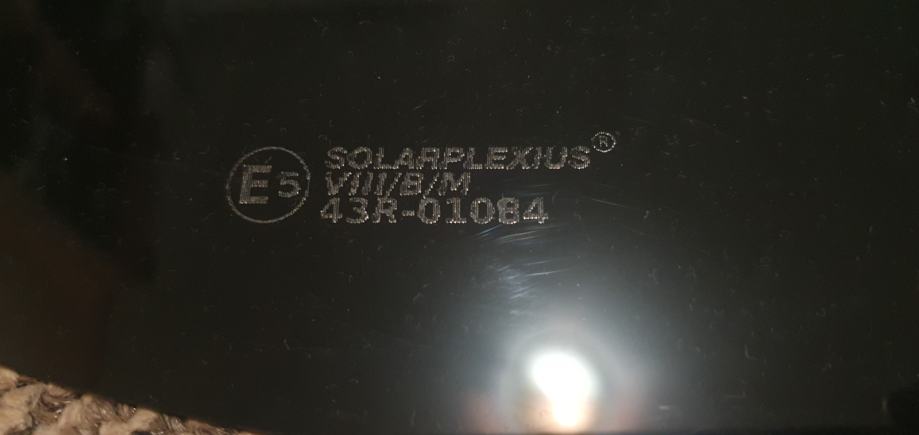 E5
SOLARPLEXIUS®
VIII/B/M
43R-01084